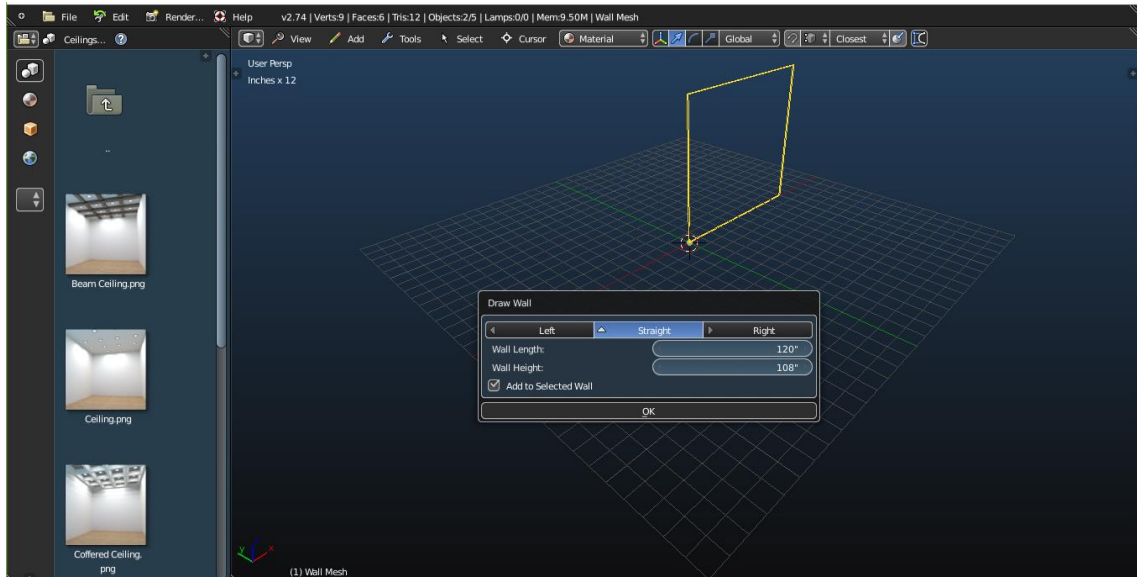 File Edit Render... Help v2.74 | Verts:9 | Faces:6 | Tris:12 | Objects:2/5 | Lamps:0/0 | Mem:9.50M | Wall Mesh
Ceilings... View Add Tools Select Cursor Material Global Closest
User Persp
Inches x 12
..
Beam Ceiling.png
Ceiling.png
Coffered Ceiling.
png
Draw Wall
Left Straight Right
Wall Length: 120"
Wall Height: 108"
Add to Selected Wall
OK
y x
(1) Wall Mesh